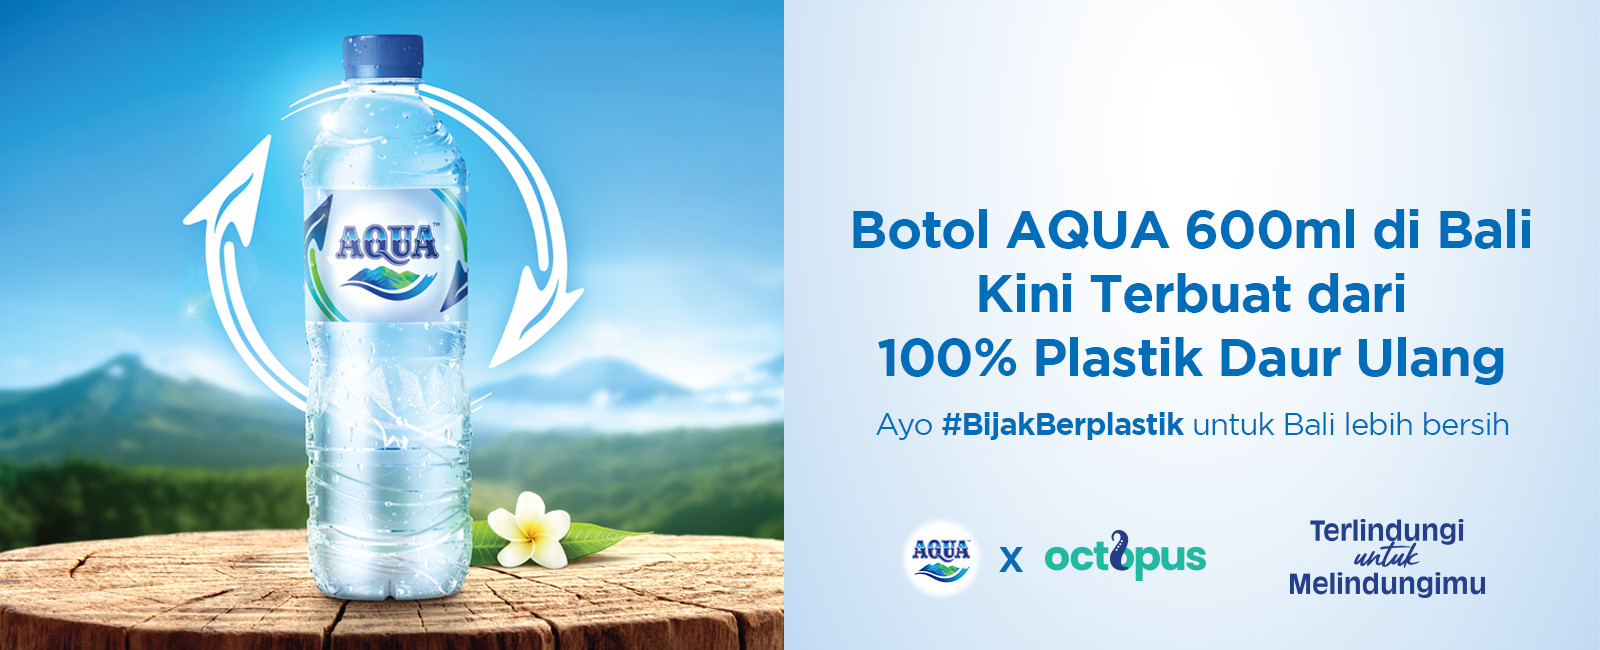 AQUA™
Botol AQUA 600ml di Bali
Kini Terbuat dari
100% Plastik Daur Ulang
Ayo #BijakBerplastik untuk Bali lebih bersih
AQUA
X
octopus
Terlindungi
untuk
Melindungimu